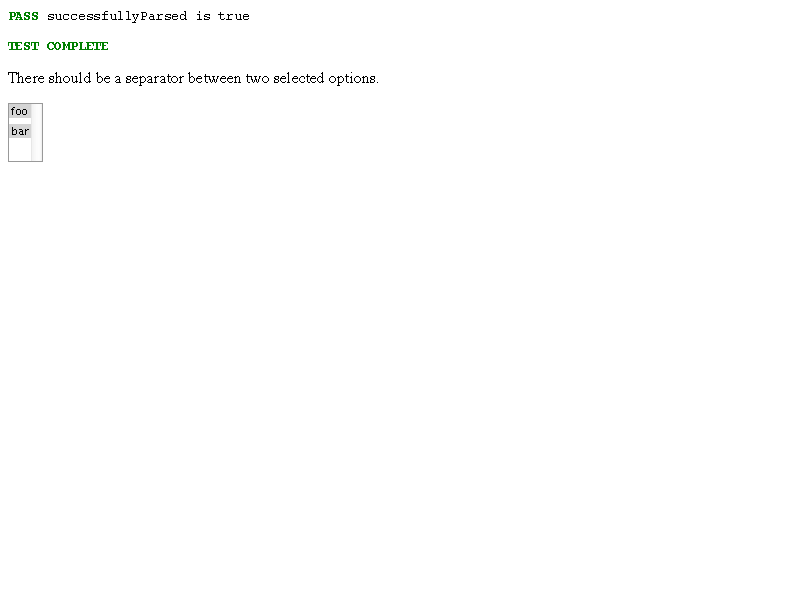 PASS successfullyParsed is true
TEST COMPLETE
There should be a separator between two selected options.
foo
bar